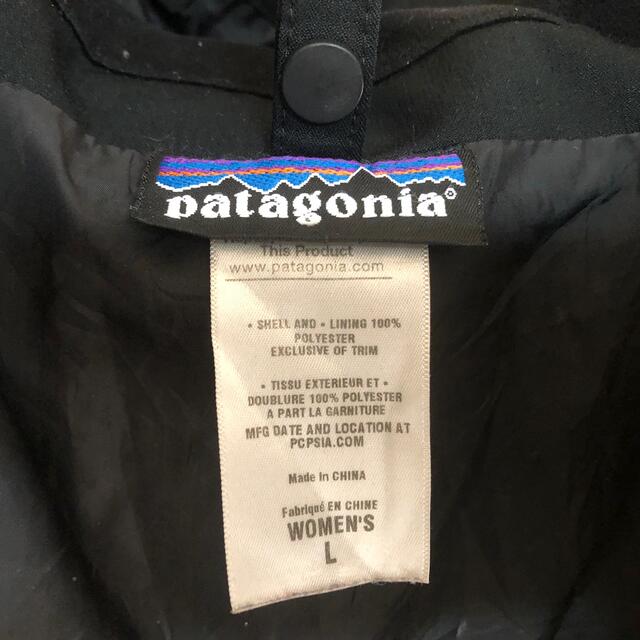 patagonia®
This Product
www.patagonia.com
• SHELL AND • LINING 100%
POLYESTER
EXCLUSIVE OF TRIM
• TISSU EXTERIEUR ET •
DOUBLURE 100% POLYESTER
A PART LA GARNITURE
MFG DATE AND LOCATION AT
PCPSIA.COM
Made in CHINA
Fabriqué EN CHINE
WOMEN'S
L